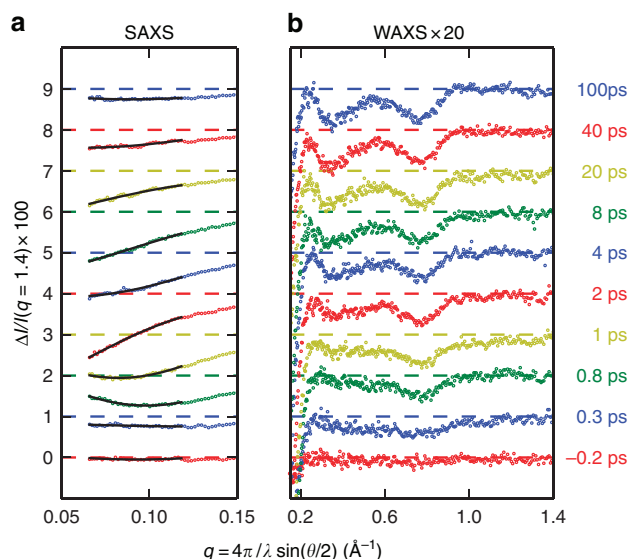 a
SAXS
b
WAXS × 20
ΔI/I(q = 1.4) × 100
9
8
7
6
5
4
3
2
1
0
100ps
40 ps
20 ps
8 ps
4 ps
2 ps
1 ps
0.8 ps
0.3 ps
−0.2 ps
0.05
0.10
0.15
0.2
0.6
1.0
1.4
q = 4π/λ sin(θ/2) (Å⁻¹)